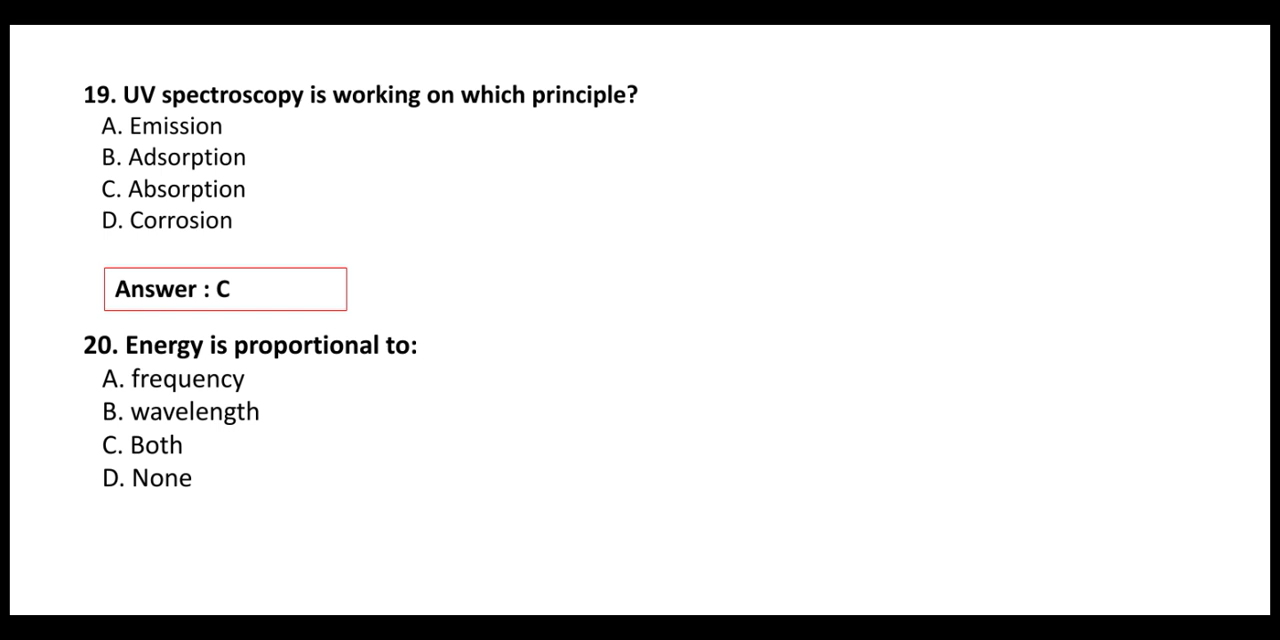 19. UV spectroscopy is working on which principle?
A. Emission
B. Adsorption
C. Absorption
D. Corrosion
Answer : C
20. Energy is proportional to:
A. frequency
B. wavelength
C. Both
D. None